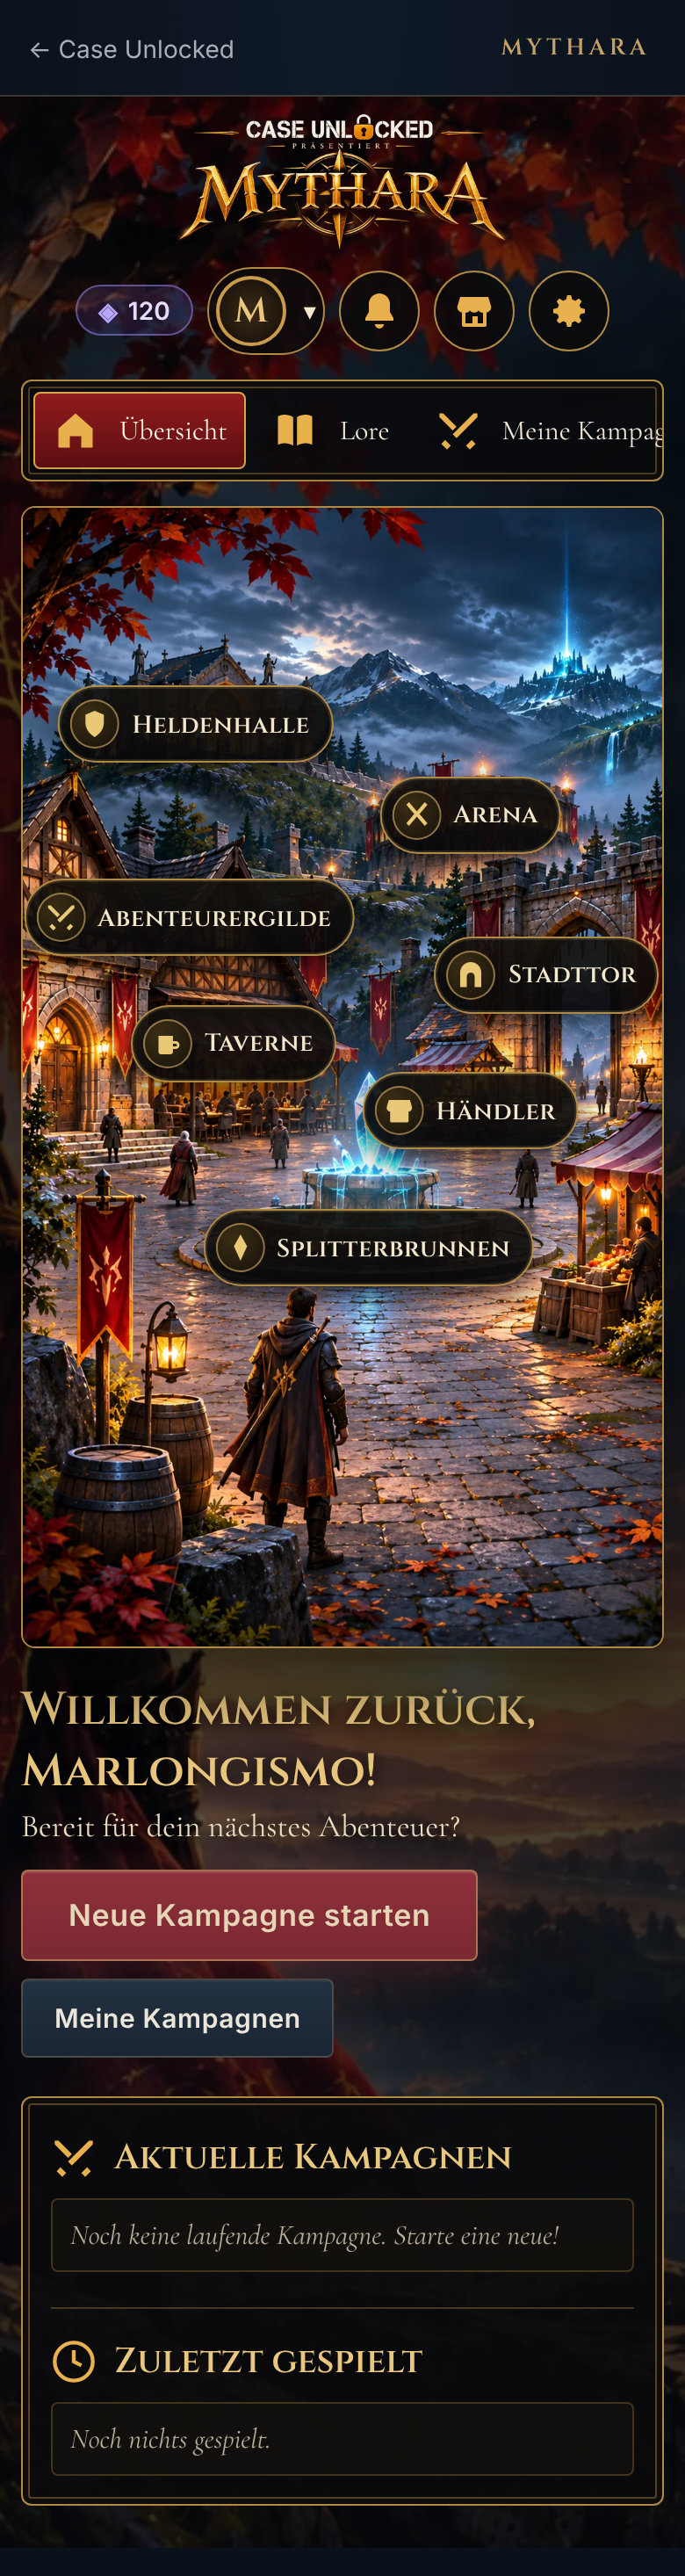 ← Case Unlocked
MYTHARA
CASE UNLOCKED
PRÄSENTIERT
MYTHARA
120
M
Übersicht
Lore
Meine Kampag
HELDENHALLE
ARENA
ABENTEURERGILDE
STADTTOR
TAVERNE
HÄNDLER
SPLITTERBRUNNEN
WILLKOMMEN ZURÜCK,
MARLONGISMO!
Bereit für dein nächstes Abenteuer?
Neue Kampagne starten
Meine Kampagnen
AKTUELLE KAMPAGNEN
Noch keine laufende Kampagne. Starte eine neue!
ZULETZT GESPIELT
Noch nichts gespielt.